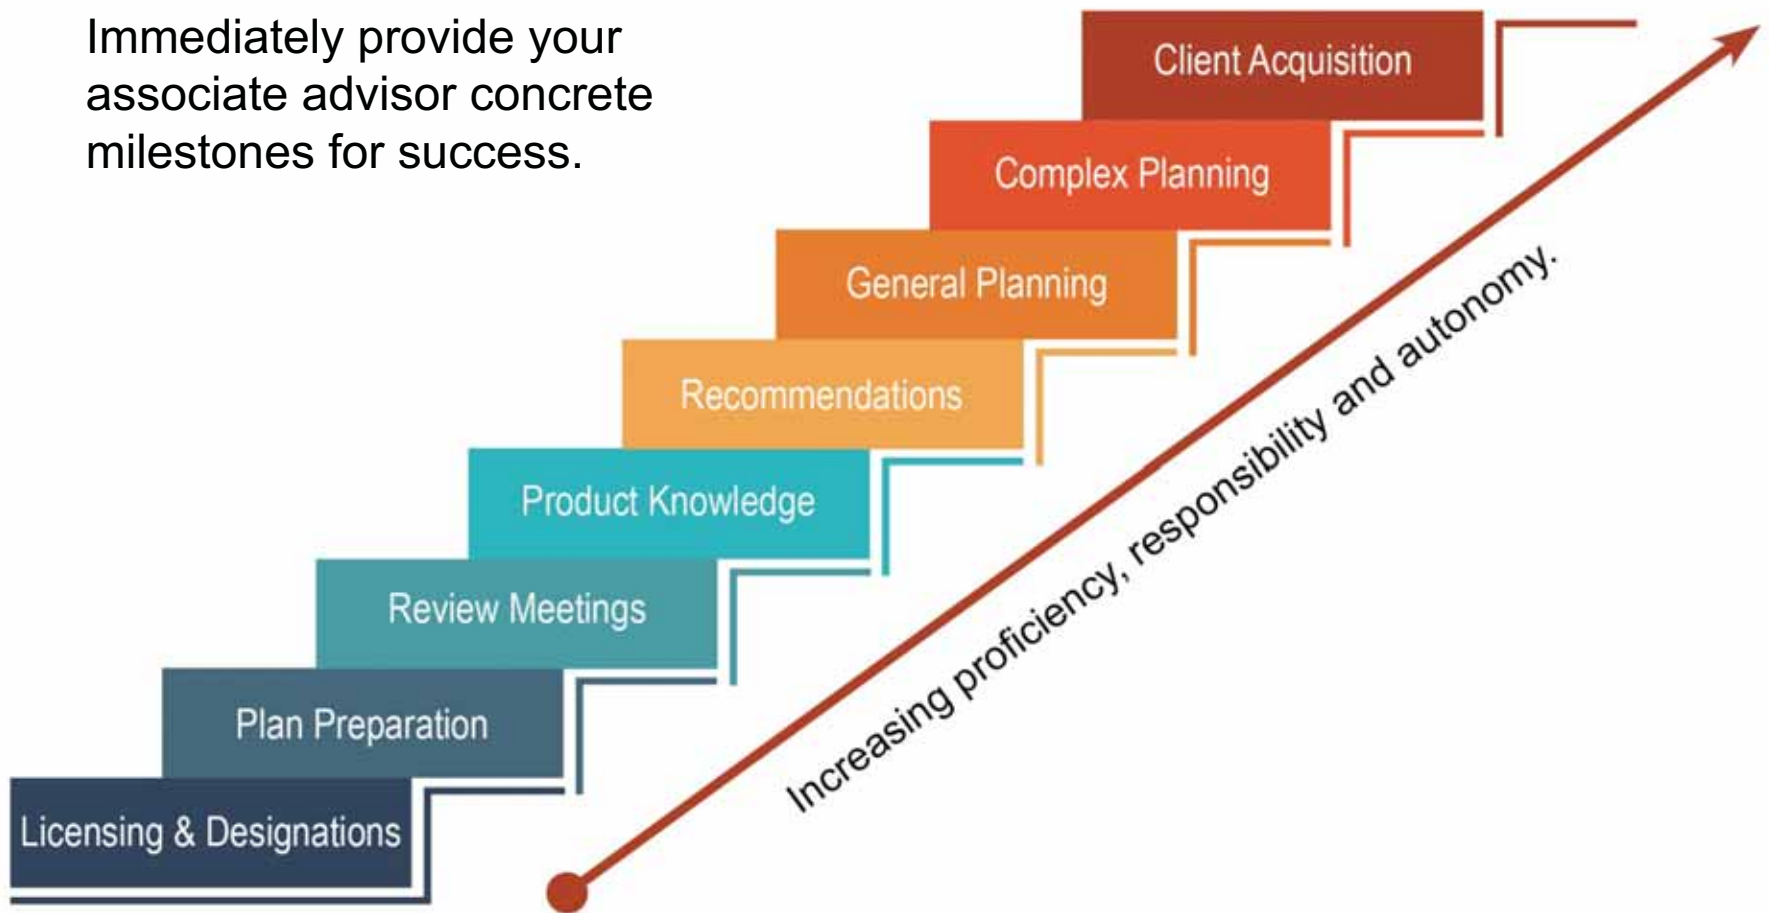 Immediately provide your
associate advisor concrete
milestones for success.
Client Acquisition
Complex Planning
General Planning
Recommendations
Product Knowledge
Review Meetings
Plan Preparation
Licensing & Designations
Increasing proficiency, responsibility and autonomy.